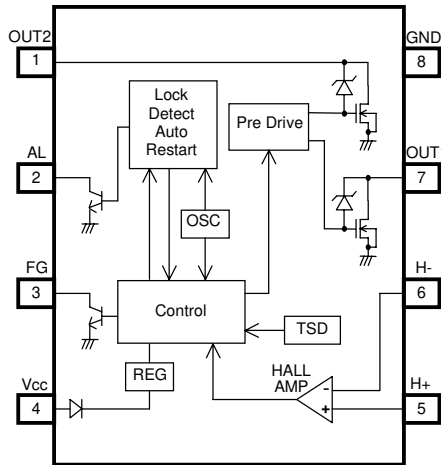 OUT2
1
GND
8
Lock
Detect
Auto
Restart
Pre Drive
AL
2
OUT
7
OSC
FG
3
H-
6
Control
TSD
REG
HALL
AMP
-
+
Vcc
4
H+
5